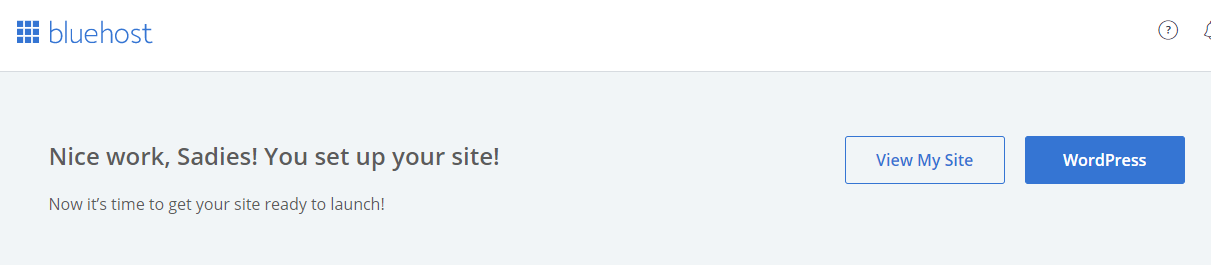 bluehost
?
Nice work, Sadies! You set up your site!
View My Site
WordPress
Now it’s time to get your site ready to launch!